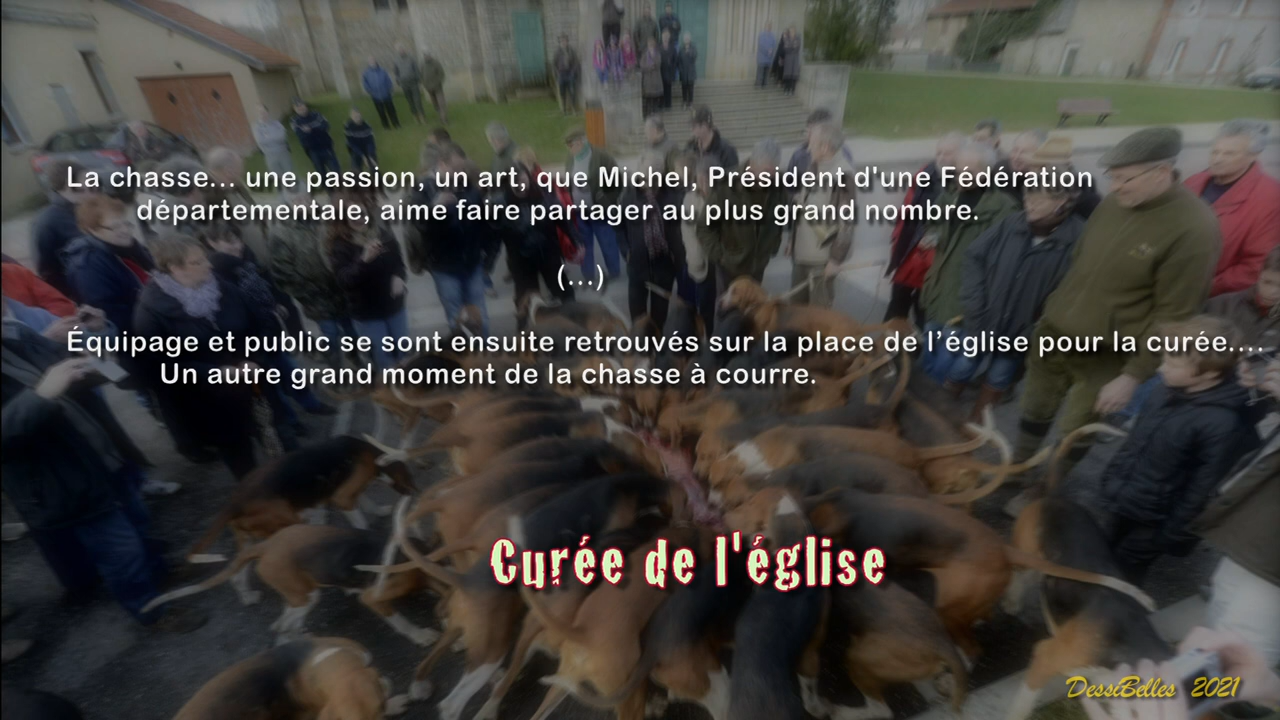 La chasse... une passion, un art, que Michel, Président d'une Fédération
départementale, aime faire partager au plus grand nombre.
(...)
Équipage et public se sont ensuite retrouvés sur la place de l’église pour la curée....
Un autre grand moment de la chasse à courre.
Curée de l'église
DessiBelles 2021